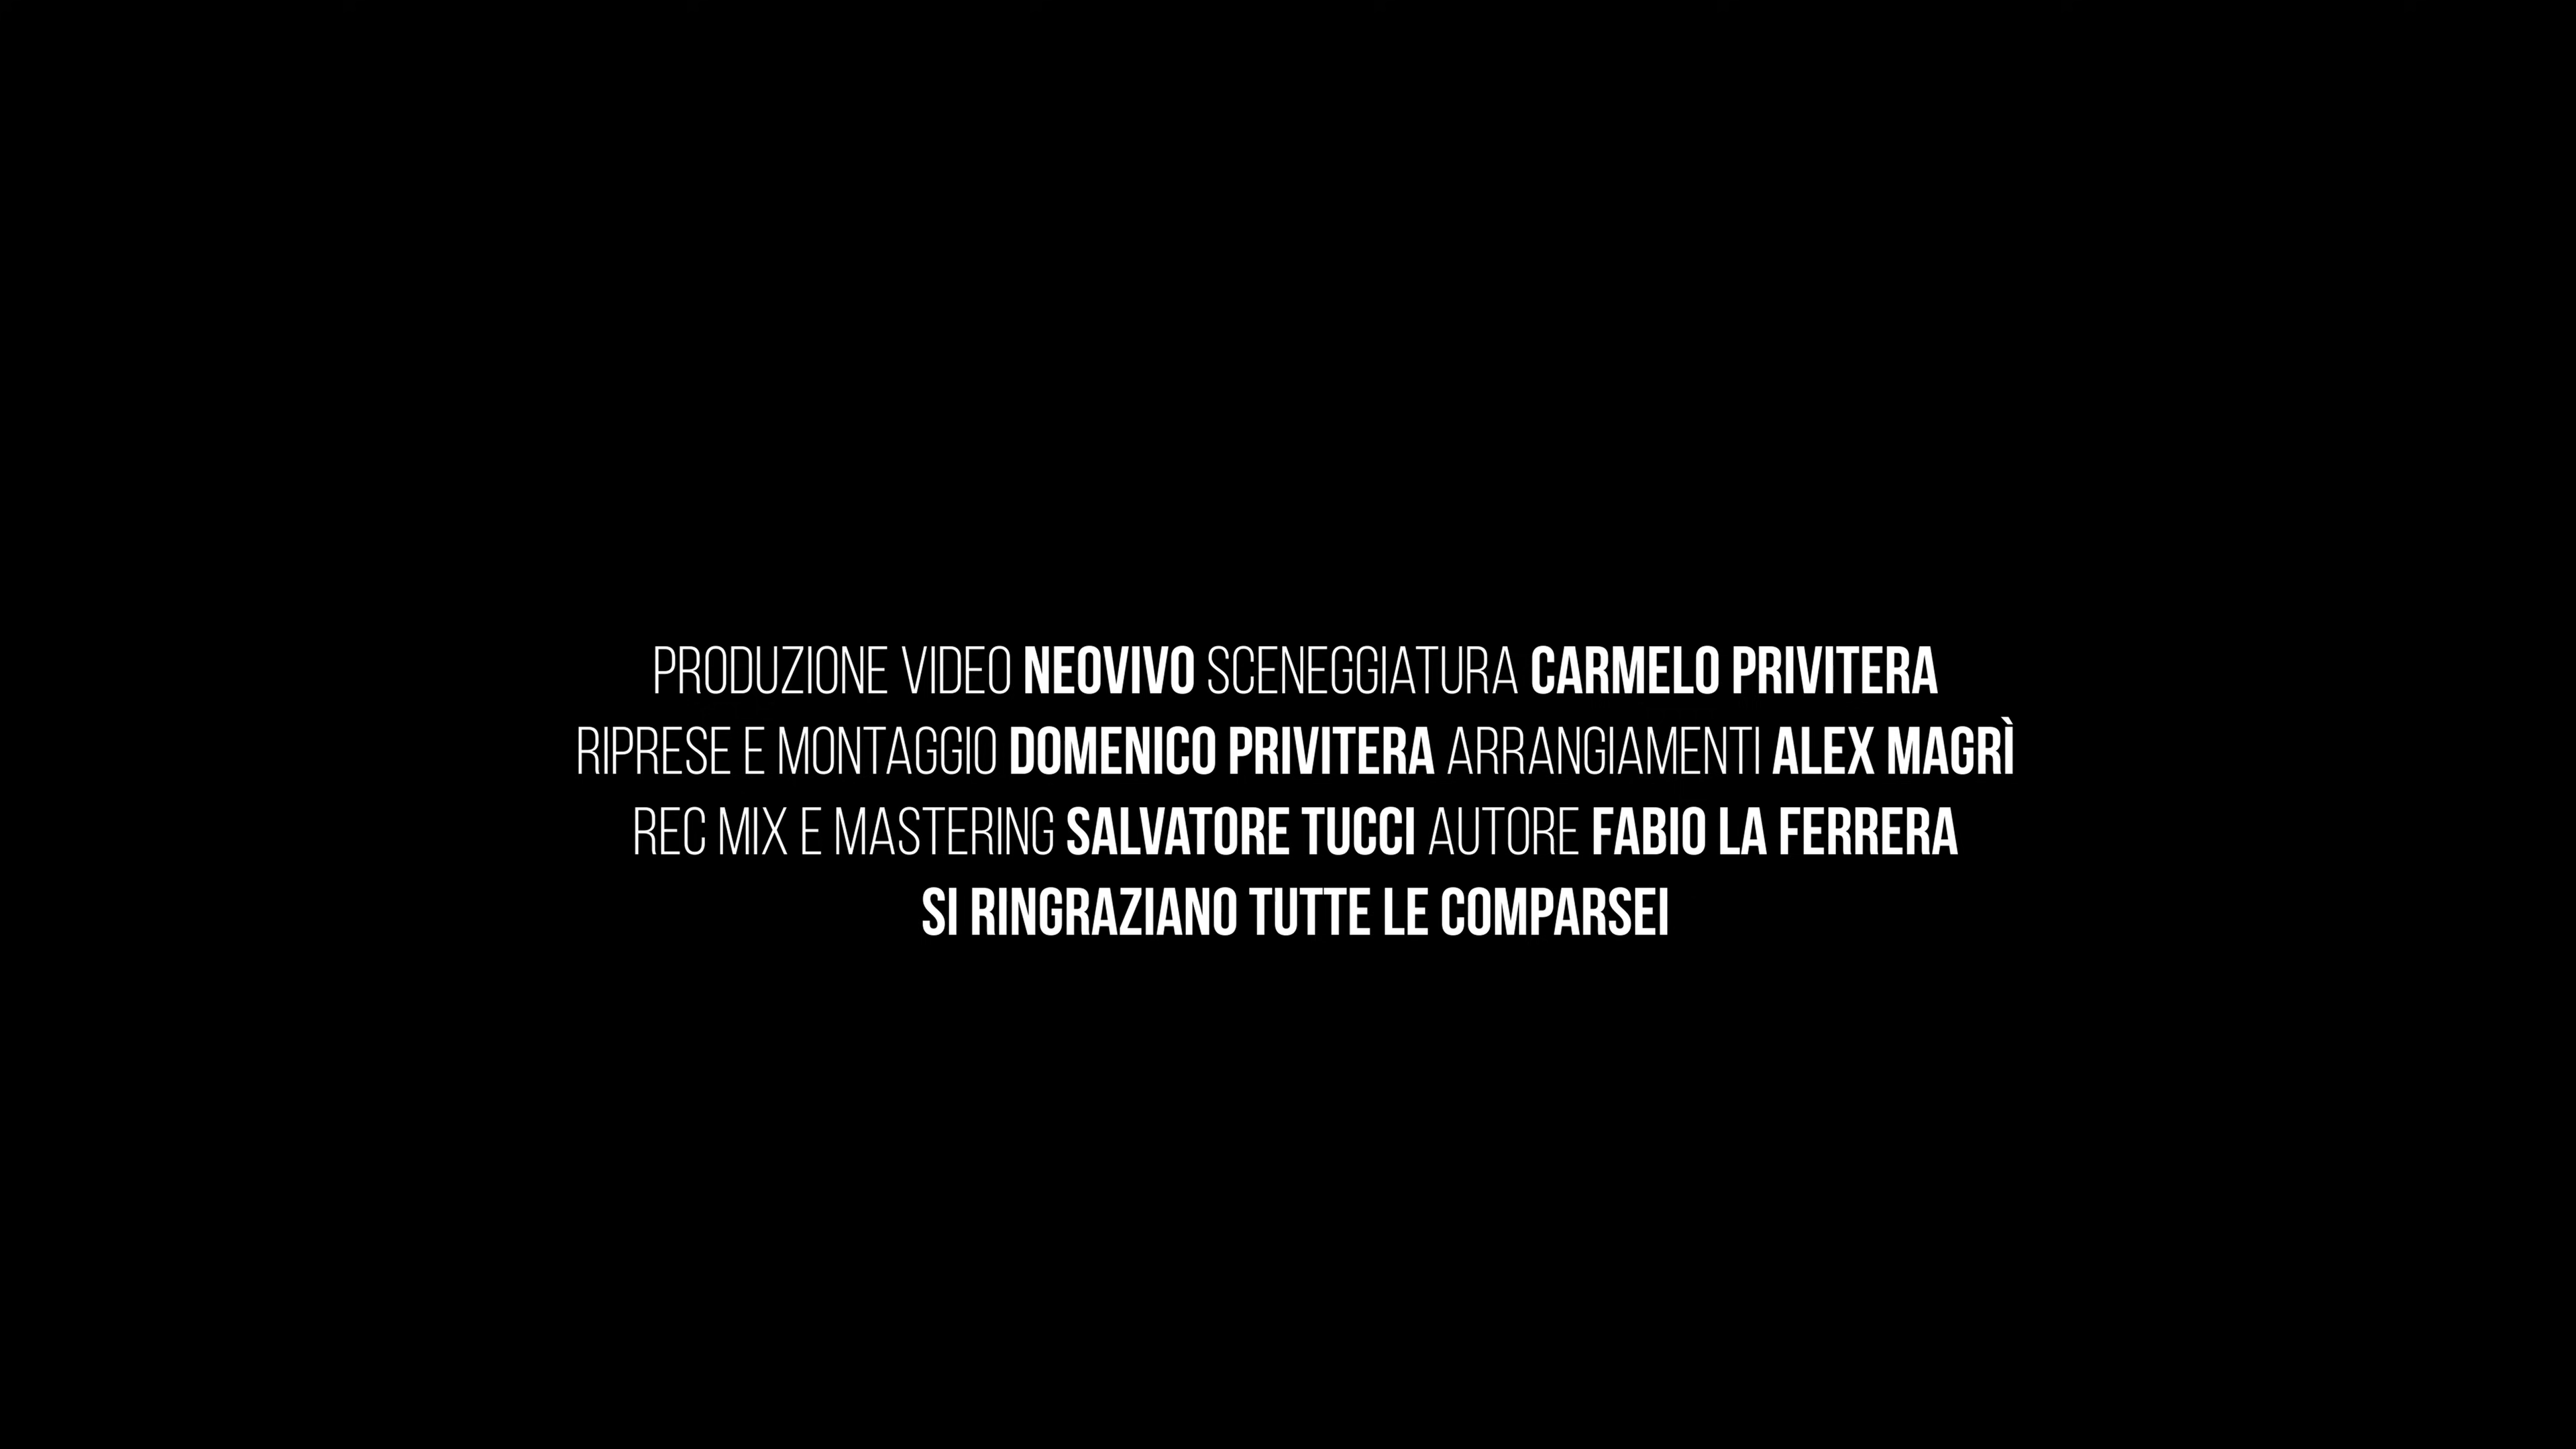 PRODUZIONE VIDEO NEOVIVO SCENEGGIATURA CARMELO PRIVITERA
RIPRESE E MONTAGGIO DOMENICO PRIVITERA ARRANGIAMENTI ALEX MAGRÌ
REC MIX E MASTERING SALVATORE TUCCI AUTORE FABIO LA FERRERA
SI RINGRAZIANO TUTTE LE COMPARSEI